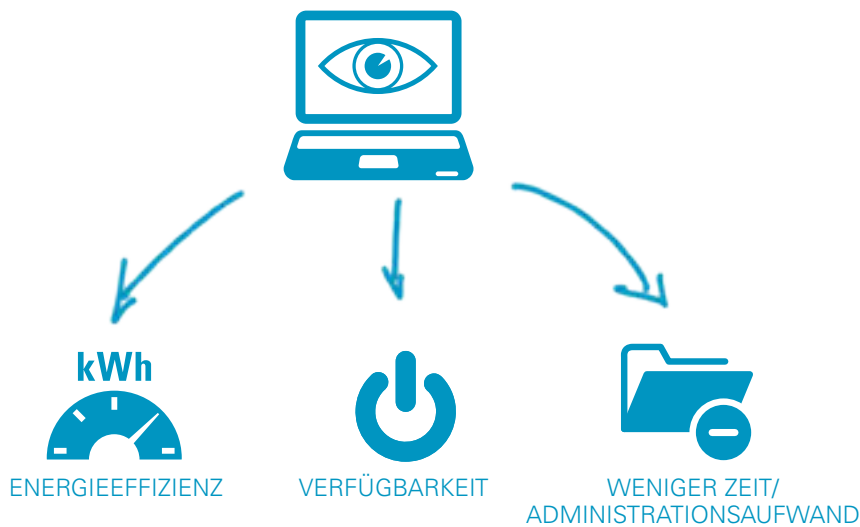 kWh
ENERGIEEFFIZIENZ
VERFÜGBARKEIT
WENIGER ZEIT/
ADMINISTRATIONSAUFWAND